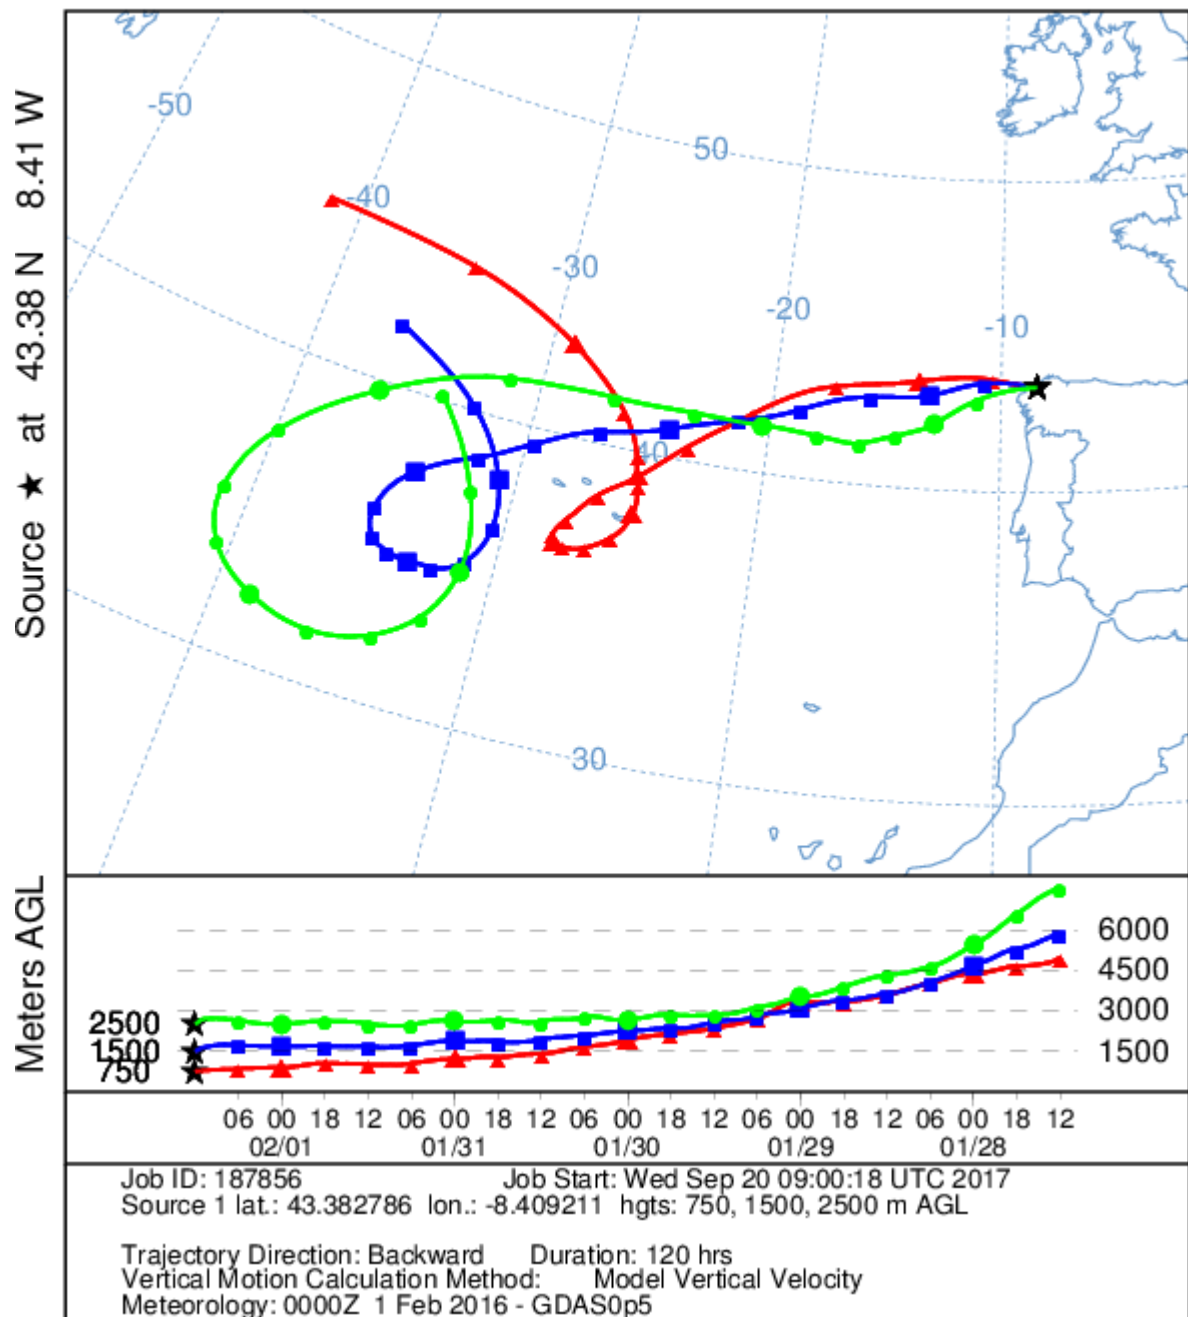 Source ★ at 43.38 N 8.41 W
-50
50
-40
-30
-20
-10
40
30
Meters AGL
6000
4500
2500 3000
1500 1500
750
06 00 18 12 06 00 18 12 06 00 18 12 06 00 18 12 06 00 18 12
02/01 01/31 01/30 01/29 01/28
Job ID: 187856 Job Start: Wed Sep 20 09:00:18 UTC 2017
Source 1 lat.: 43.382786 lon.: -8.409211 hgts: 750, 1500, 2500 m AGL
Trajectory Direction: Backward Duration: 120 hrs
Vertical Motion Calculation Method: Model Vertical Velocity
Meteorology: 0000Z 1 Feb 2016 - GDAS0p5